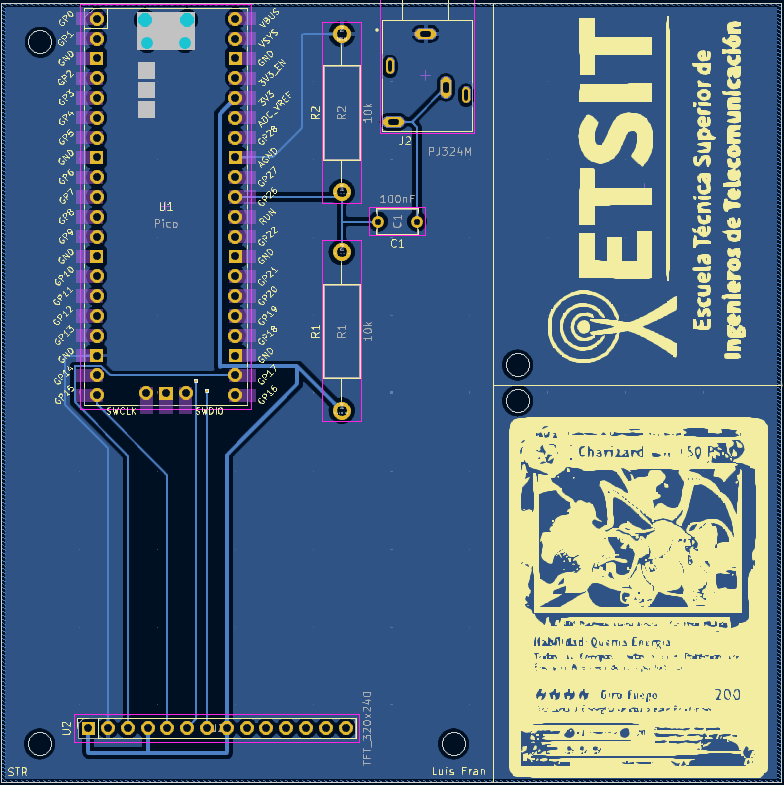 GP0
GP1
GND
GP2
GP3
GP4
GP5
GND
GP6
GP7
GP8
GP9
GND
GP10
GP11
GP12
GP13
GND
GP14
GP15
VBUS
VSYS
GND
3V3_EN
3V3
ADC_VREF
GP28
AGND
GP27
GP26
RUN
GP22
GND
GP21
GP20
GP19
GP18
GND
GP17
GP16
U1
Pico
SWCLK
SWDIO
R2
R2
10k
J2
PJ324M
100nF
C1
C1
R1
R1
10k
U2
TFT_320x240
STR
Luis Fran
ETSIT
Escuela Técnica Superior de
Ingenieros de Telecomunicación
Charizard
Habilidad: Quema Energía
Giro Fuego 200